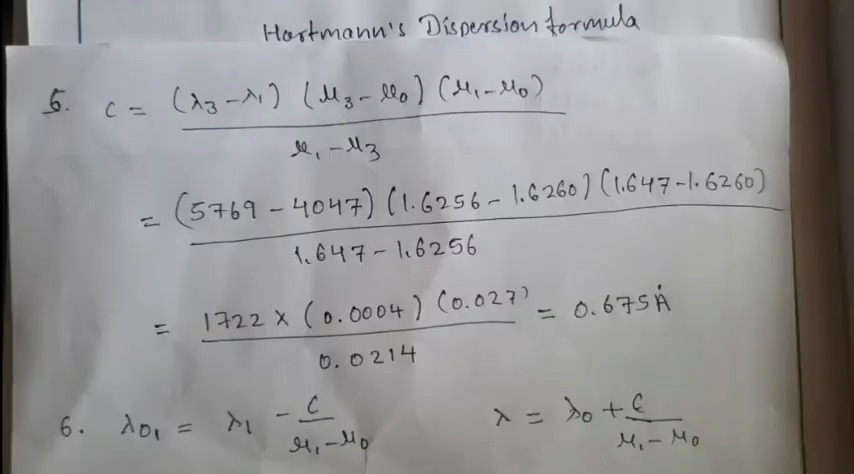 Hartmann's Dispersion formula
5. C = (λ3 - λ1) (μ3 - μ0) (μ1 - μ0)
μ1 - μ3
= (5769 - 4047) (1.6256 - 1.6260) (1.647 - 1.6260)
1.647 - 1.6256
= 1722 × (0.0004) (0.027) = 0.675 Å
0.0214
6. λ01 = λ1 - C / μ1 - μ0 λ = λ0 + C / μ1 - μ0